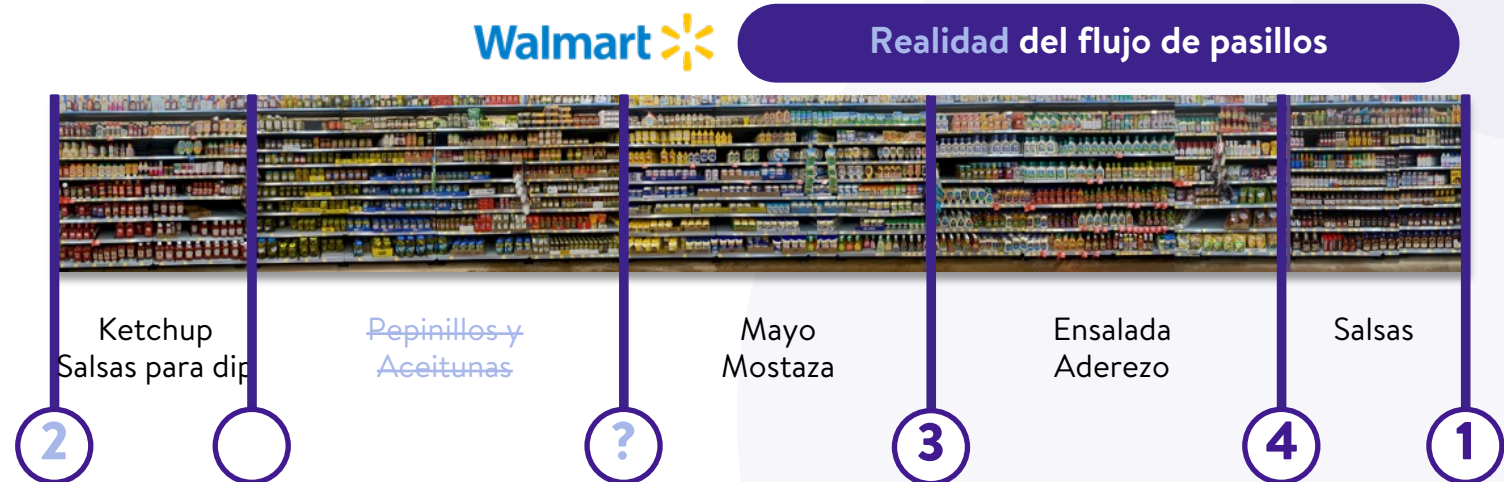 Walmart
Realidad del flujo de pasillos
Ketchup
Salsas para dip
Pepinillos y
Aceitunas
Mayo
Mostaza
Ensalada
Aderezo
Salsas
2
?
3
4
1